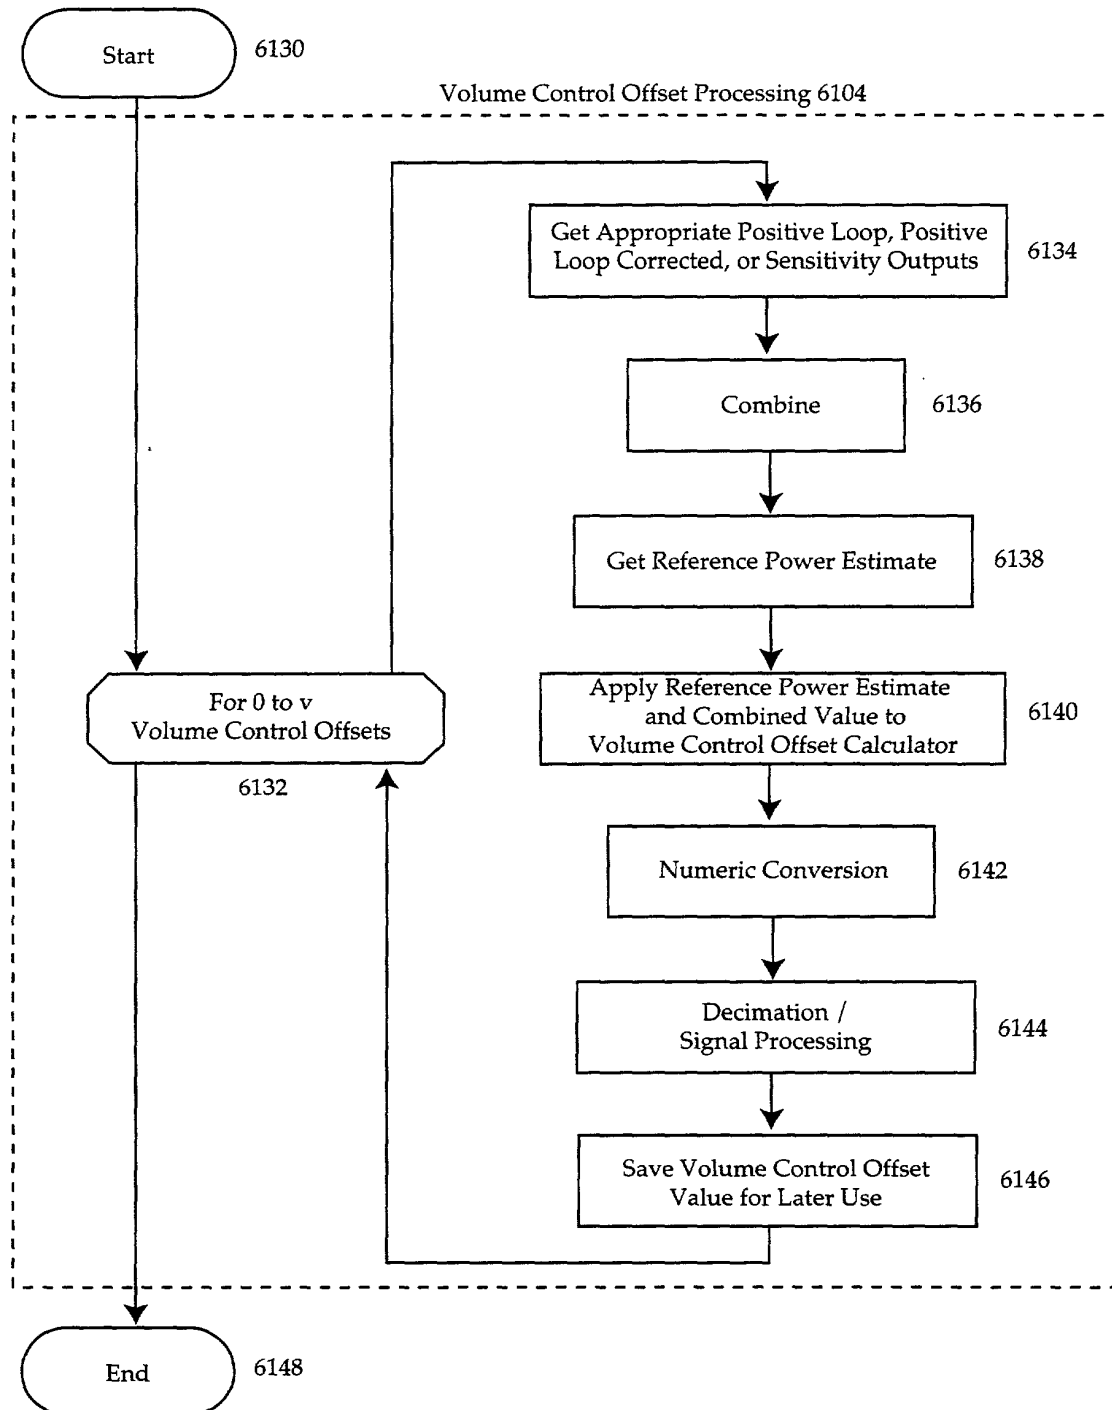 Start
6130
Volume Control Offset Processing 6104
Get Appropriate Positive Loop, Positive
Loop Corrected, or Sensitivity Outputs
6134
Combine
6136
Get Reference Power Estimate
6138
For 0 to v
Volume Control Offsets
6132
Apply Reference Power Estimate
and Combined Value to
Volume Control Offset Calculator
6140
Numeric Conversion
6142
Decimation /
Signal Processing
6144
Save Volume Control Offset
Value for Later Use
6146
End
6148